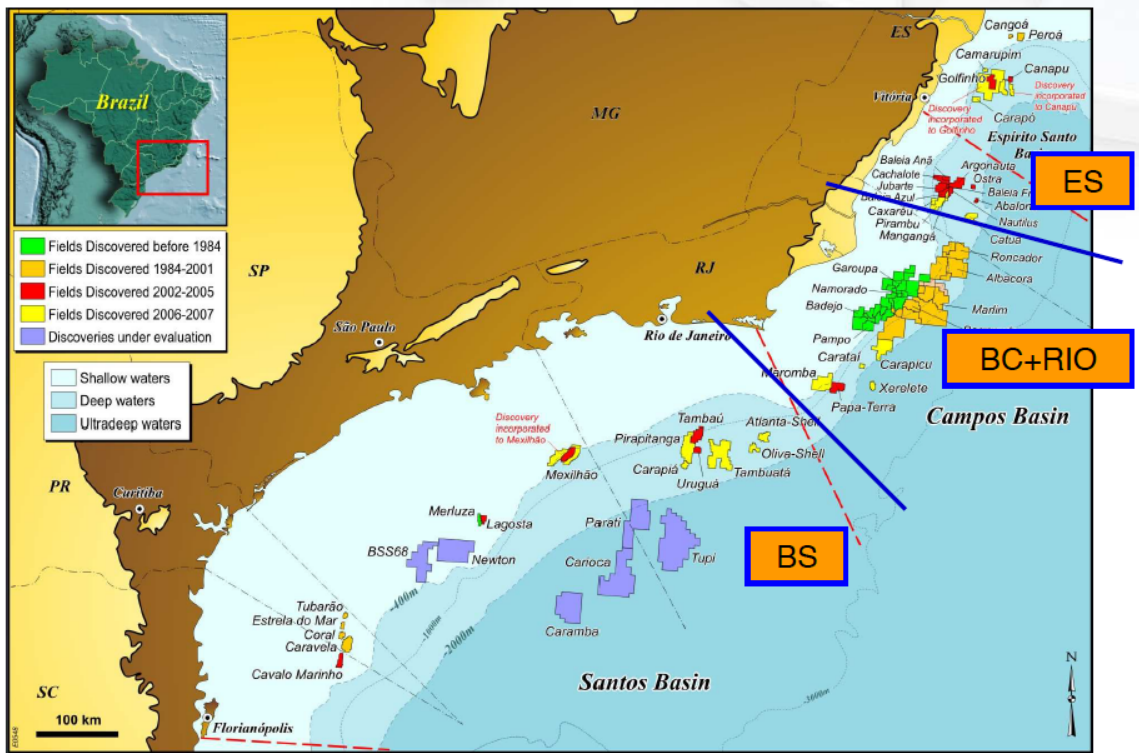 Brazil
Fields Discovered before 1984
Fields Discovered 1984-2001
Fields Discovered 2002-2005
Fields Discovered 2006-2007
Discoveries under evaluation
Shallow waters
Deep waters
Ultradeep waters
ES
MG
SP
RJ
PR
SC
Cangoá
Peroá
Camarupim
Golfinho
Canapu
Vitória
Discovery
incorporated
to Golfinho
Discovery
incorporated
to Canapu
Carapó
Espírito Santo
ES
Baleia Anã
Argonauta
Cachalote
Ostra
Jubarte
Baleia Azul
Caxaréu
Nautilus
Pirambu
Mangangá
Catuá
Roncador
Garoupa
Albacora
Namorado
Badejo
Marlim
Pampo
BC+RIO
Carataí
Carapicu
Maromba
Xerelete
Papa-Terra
Campos Basin
São Paulo
Rio de Janeiro
Discovery
incorporated
to Mexilhão
Mexilhão
Tambaú
Pirapitanga
Atlanta-Shell
Oliva-Shell
Carapiá
Tambuatá
Uruguá
Curitiba
Merluza
Lagosta
BSS68
Newton
Parati
Carioca
Tupi
BS
Caramba
-400m
-2000m
-3000m
Tubarão
Estrela do Mar
Coral
Caravela
Cavalo Marinho
Santos Basin
N
100 km
Florianópolis